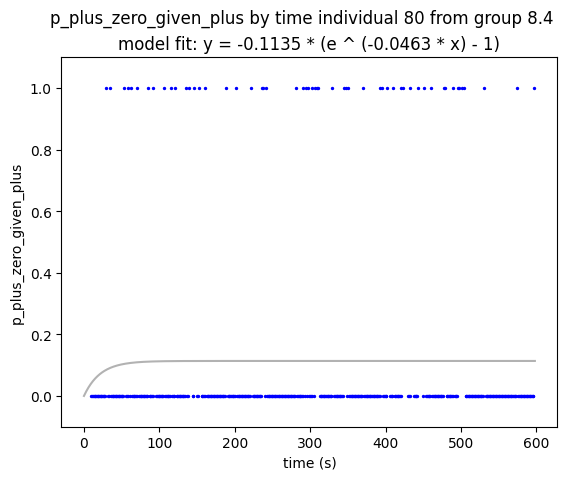 p_plus_zero_given_plus by time individual 80 from group 8.4
model fit: y = -0.1135 * (e ^ (-0.0463 * x) - 1)
p_plus_zero_given_plus
1.0
0.8
0.6
0.4
0.2
0.0
0 100 200 300 400 500 600
time (s)